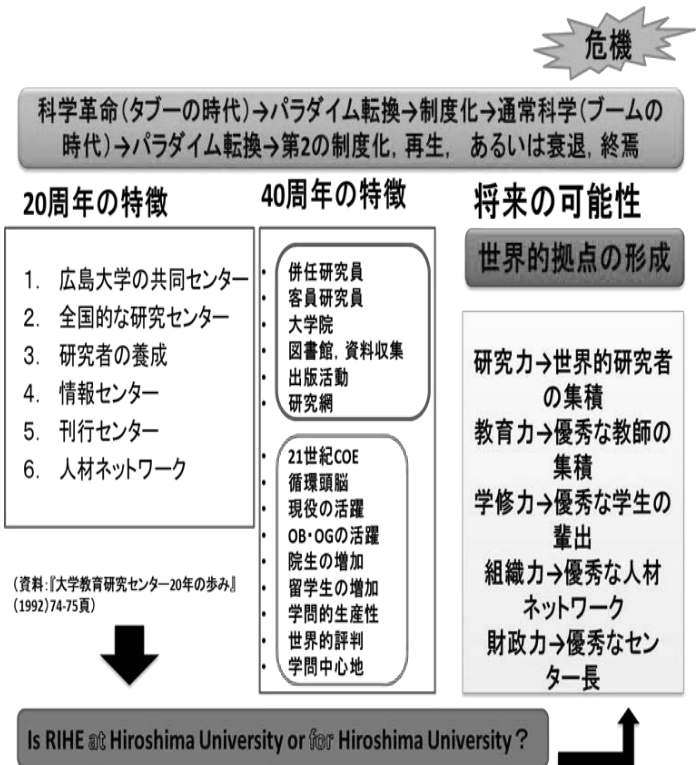 危機
科学革命(タブーの時代)→パラダイム転換→制度化→通常科学(ブームの
時代)→パラダイム転換→第2の制度化, 再生, あるいは衰退, 終焉
20周年の特徴
1. 広島大学の共同センター
2. 全国的な研究センター
3. 研究者の養成
4. 情報センター
5. 刊行センター
6. 人材ネットワーク
(資料:『大学教育研究センター20年の歩み』
(1992)74-75頁)
40周年の特徴
• 併任研究員
• 客員研究員
• 大学院
• 図書館, 資料収集
• 出版活動
• 研究網
• 21世紀COE
• 循環頭脳
• 現役の活躍
• OB・OGの活躍
• 院生の増加
• 留学生の増加
• 学問的生産性
• 世界的評判
• 学問中心地
将来の可能性
世界的拠点の形成
研究力→世界的研究者
の集積
教育力→優秀な教師の
集積
学修力→優秀な学生の
輩出
組織力→優秀な人材
ネットワーク
財政力→優秀なセン
ター長
Is RIHE at Hiroshima University or for Hiroshima University?